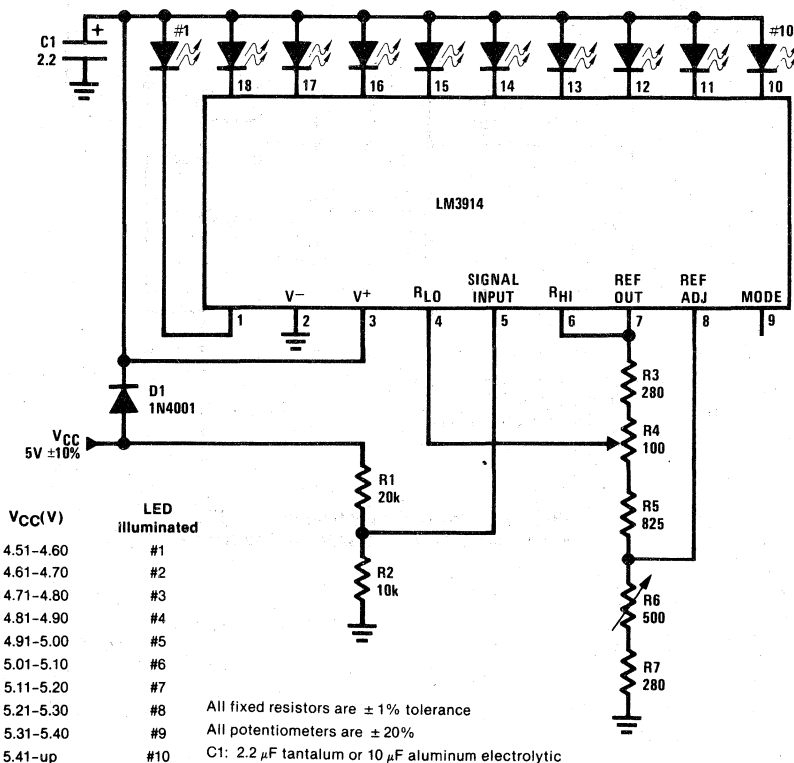 C1
2.2
+
#1
#10
18
17
16
15
14
13
12
11
10
LM3914
V−
V+
RLO
SIGNAL
INPUT
RHI
REF
OUT
REF
ADJ
MODE
1
2
3
4
5
6
7
8
9
D1
1N4001
VCC
5V ±10%
R1
20k
R2
10k
R3
280
R4
100
R5
825
R6
500
R7
280
VCC(V) LED
illuminated
4.51–4.60 #1
4.61–4.70 #2
4.71–4.80 #3
4.81–4.90 #4
4.91–5.00 #5
5.01–5.10 #6
5.11–5.20 #7
5.21–5.30 #8
5.31–5.40 #9
5.41–up #10
All fixed resistors are ± 1% tolerance
All potentiometers are ± 20%
C1: 2.2 μF tantalum or 10 μF aluminum electrolytic